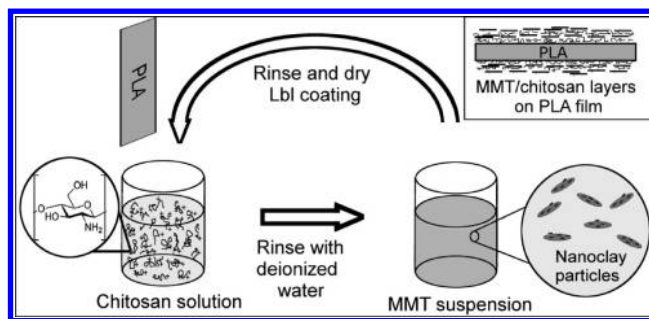 PLA
Rinse and dry
LbI coating
PLA
MMT/chitosan layers
on PLA film
OH
O
HO
O
NH2
Rinse with
deionized
water
Nanoclay
particles
Chitosan solution
MMT suspension